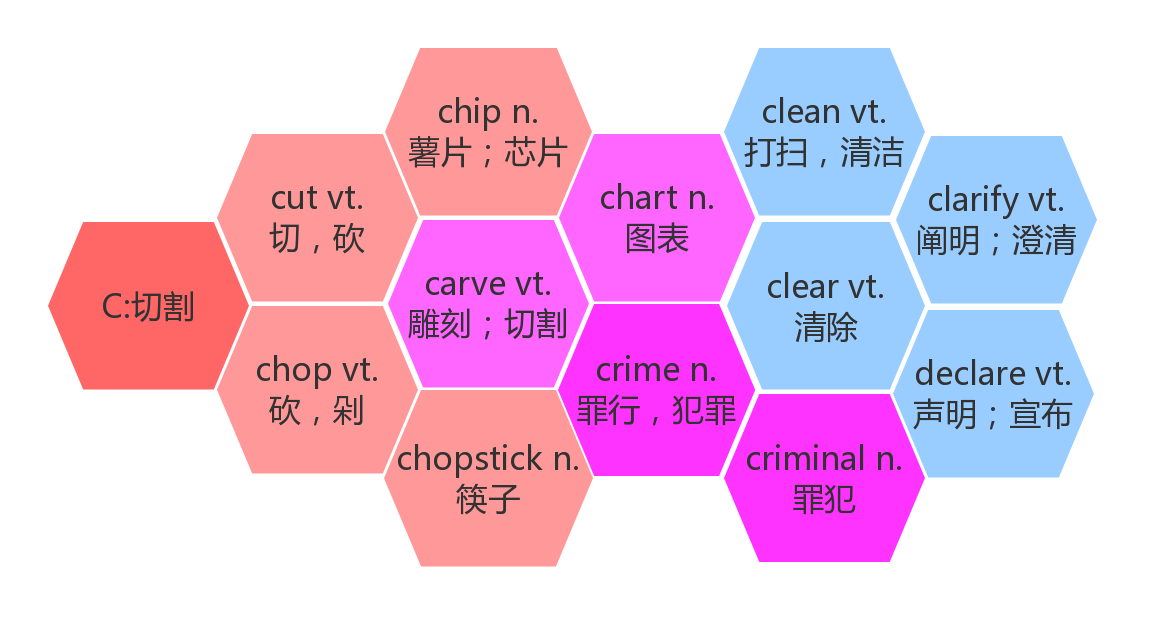 C:切割
cut vt.
切，砍
chop vt.
砍，剁
chip n.
薯片；芯片
carve vt.
雕刻；切割
chopstick n.
筷子
chart n.
图表
crime n.
罪行，犯罪
clean vt.
打扫，清洁
clear vt.
清除
criminal n.
罪犯
clarify vt.
阐明；澄清
declare vt.
声明；宣布